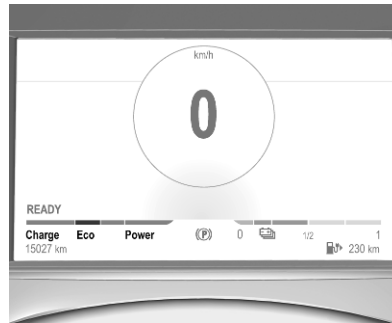 km/h
0
READY
Charge Eco Power (P) 0 1/2 1
15027 km 230 km